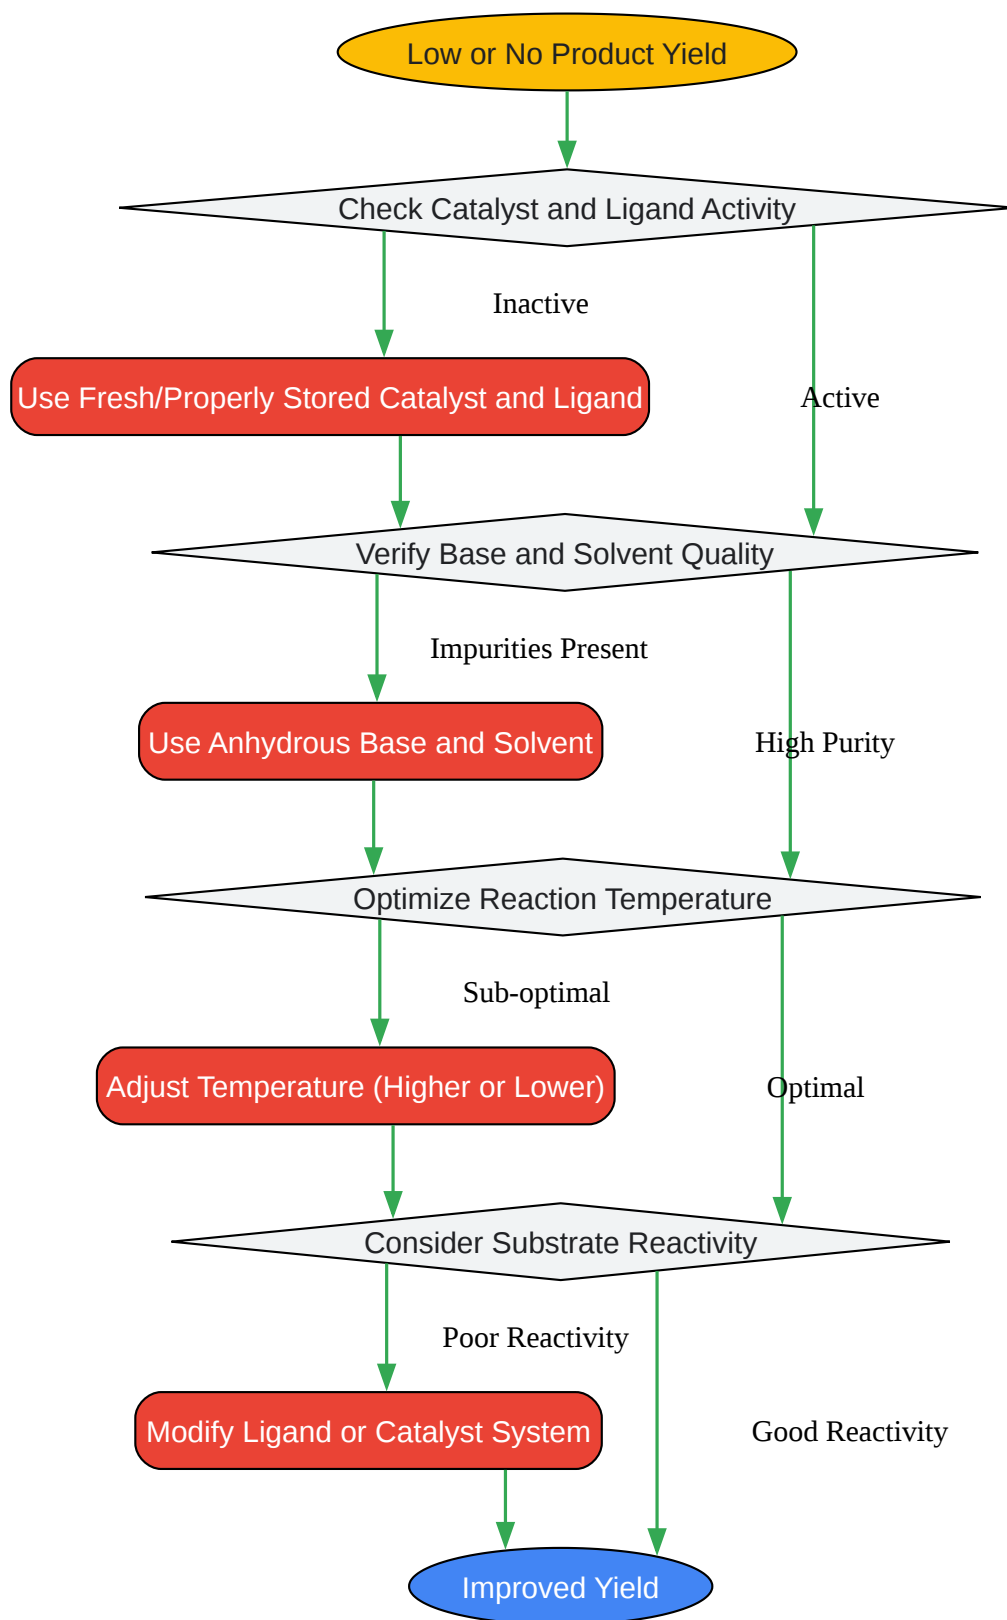 Low or No Product Yield
Check Catalyst and Ligand Activity
Inactive
Use Fresh/Properly Stored Catalyst and Ligand
Active
Verify Base and Solvent Quality
Impurities Present
Use Anhydrous Base and Solvent
High Purity
Optimize Reaction Temperature
Sub-optimal
Adjust Temperature (Higher or Lower)
Optimal
Consider Substrate Reactivity
Poor Reactivity
Modify Ligand or Catalyst System
Good Reactivity
Improved Yield